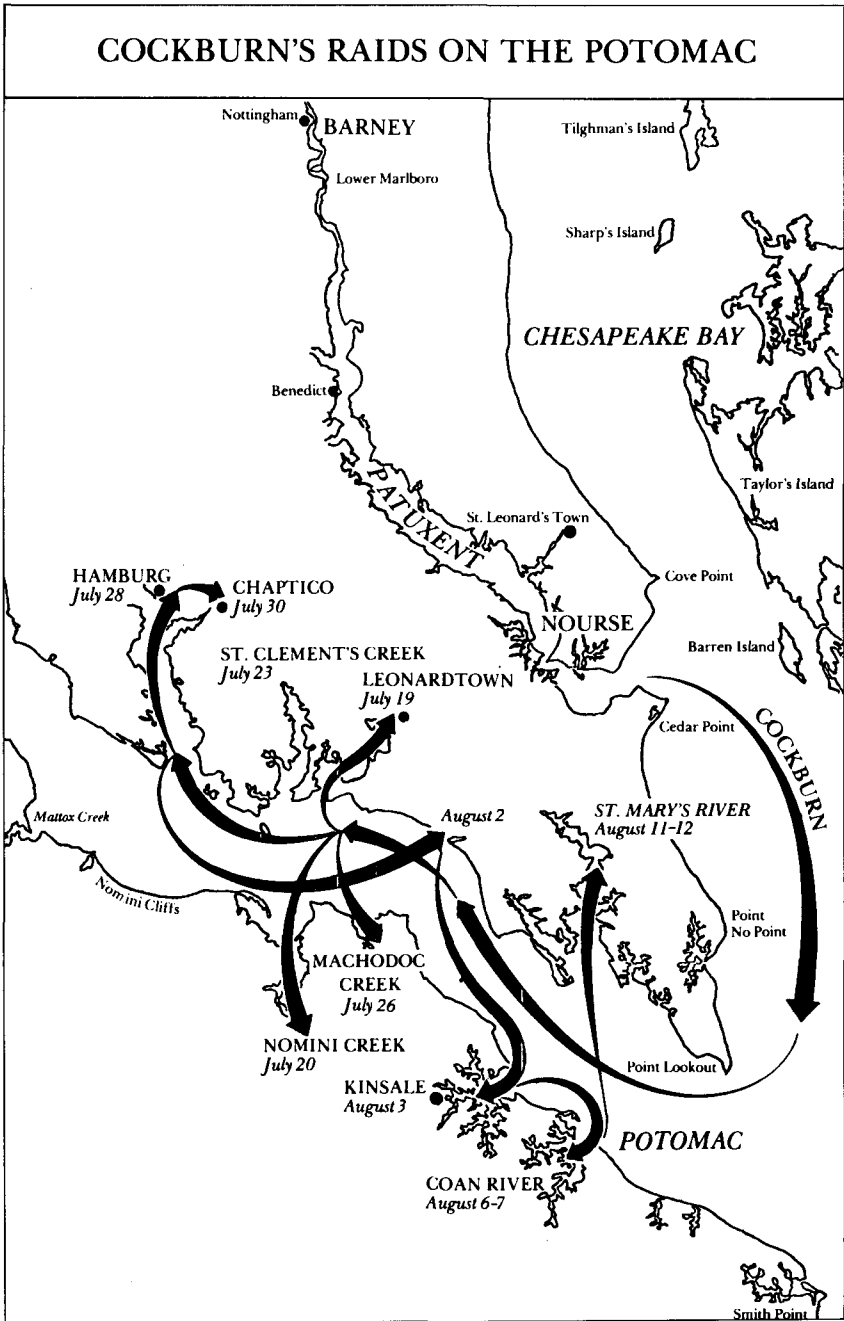 COCKBURN'S RAIDS ON THE POTOMAC
Nottingham
BARNEY
Tilghman's Island
Lower Marlboro
Sharp's Island
CHESAPEAKE BAY
Benedict
PATUXENT
Taylor's Island
St. Leonard's Town
HAMBURG
July 28
CHAPTICO
July 30
Cove Point
NOURSE
Barren Island
ST. CLEMENT'S CREEK
July 23
LEONARDTOWN
July 19
Cedar Point
COCKBURN
Mattox Creek
August 2
ST. MARY'S RIVER
August 11-12
Nomini Cliffs
Point
No Point
MACHODOC
CREEK
July 26
NOMINI CREEK
July 20
Point Lookout
KINSALE
August 3
POTOMAC
COAN RIVER
August 6-7
Smith Point